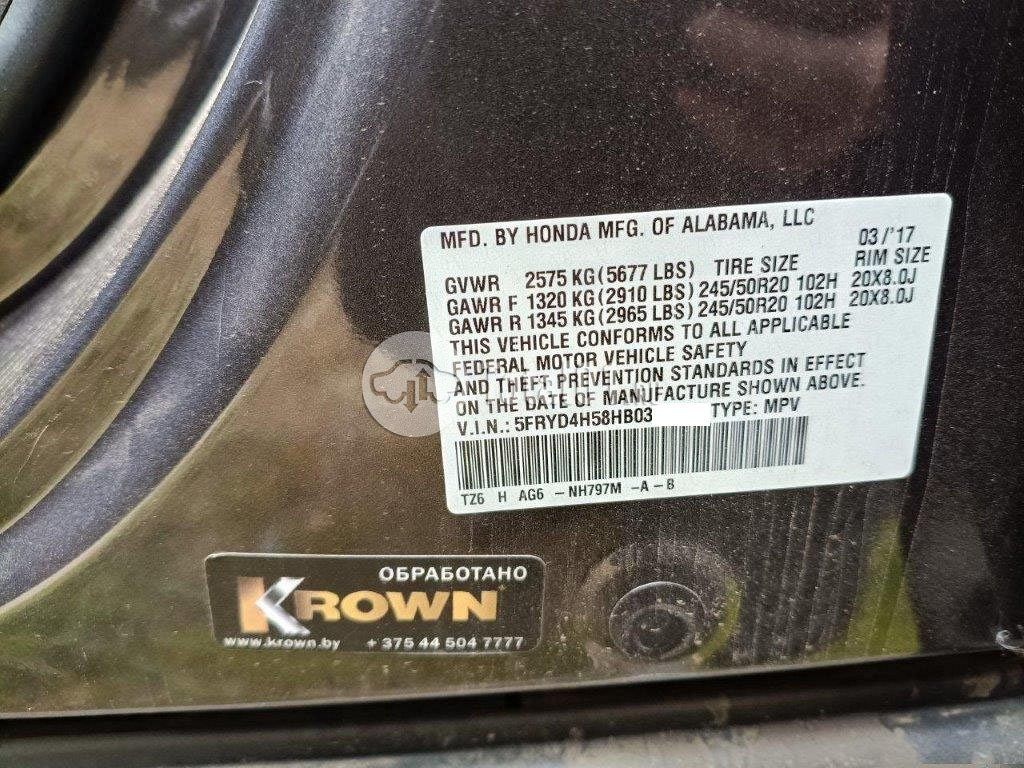 MFD. BY HONDA MFG. OF ALABAMA, LLC
03/'17
GVWR 2575 KG(5677 LBS) TIRE SIZE RIM SIZE
GAWR F 1320 KG(2910 LBS) 245/50R20 102H 20X8.0J
GAWR R 1345 KG(2965 LBS) 245/50R20 102H 20X8.0J
THIS VEHICLE CONFORMS TO ALL APPLICABLE
FEDERAL MOTOR VEHICLE SAFETY
AND THEFT PREVENTION STANDARDS IN EFFECT
ON THE DATE OF MANUFACTURE SHOWN ABOVE.
V.I.N.: 5FRYD4H58HB03 TYPE: MPV
TZ6 H AG6 -NH797M -A-B
ОБРАБОТАНО
KROWN
www.krown.by +375 44 504 7777